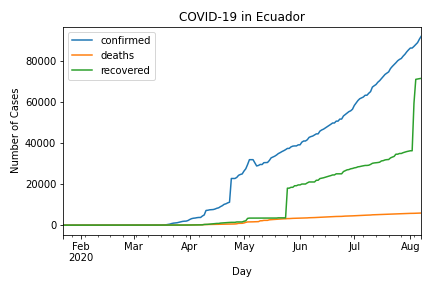 COVID-19 in Ecuador
confirmed
deaths
recovered
Number of Cases
80000
60000
40000
20000
0
Feb
2020
Mar
Apr
May
Jun
Jul
Aug
Day